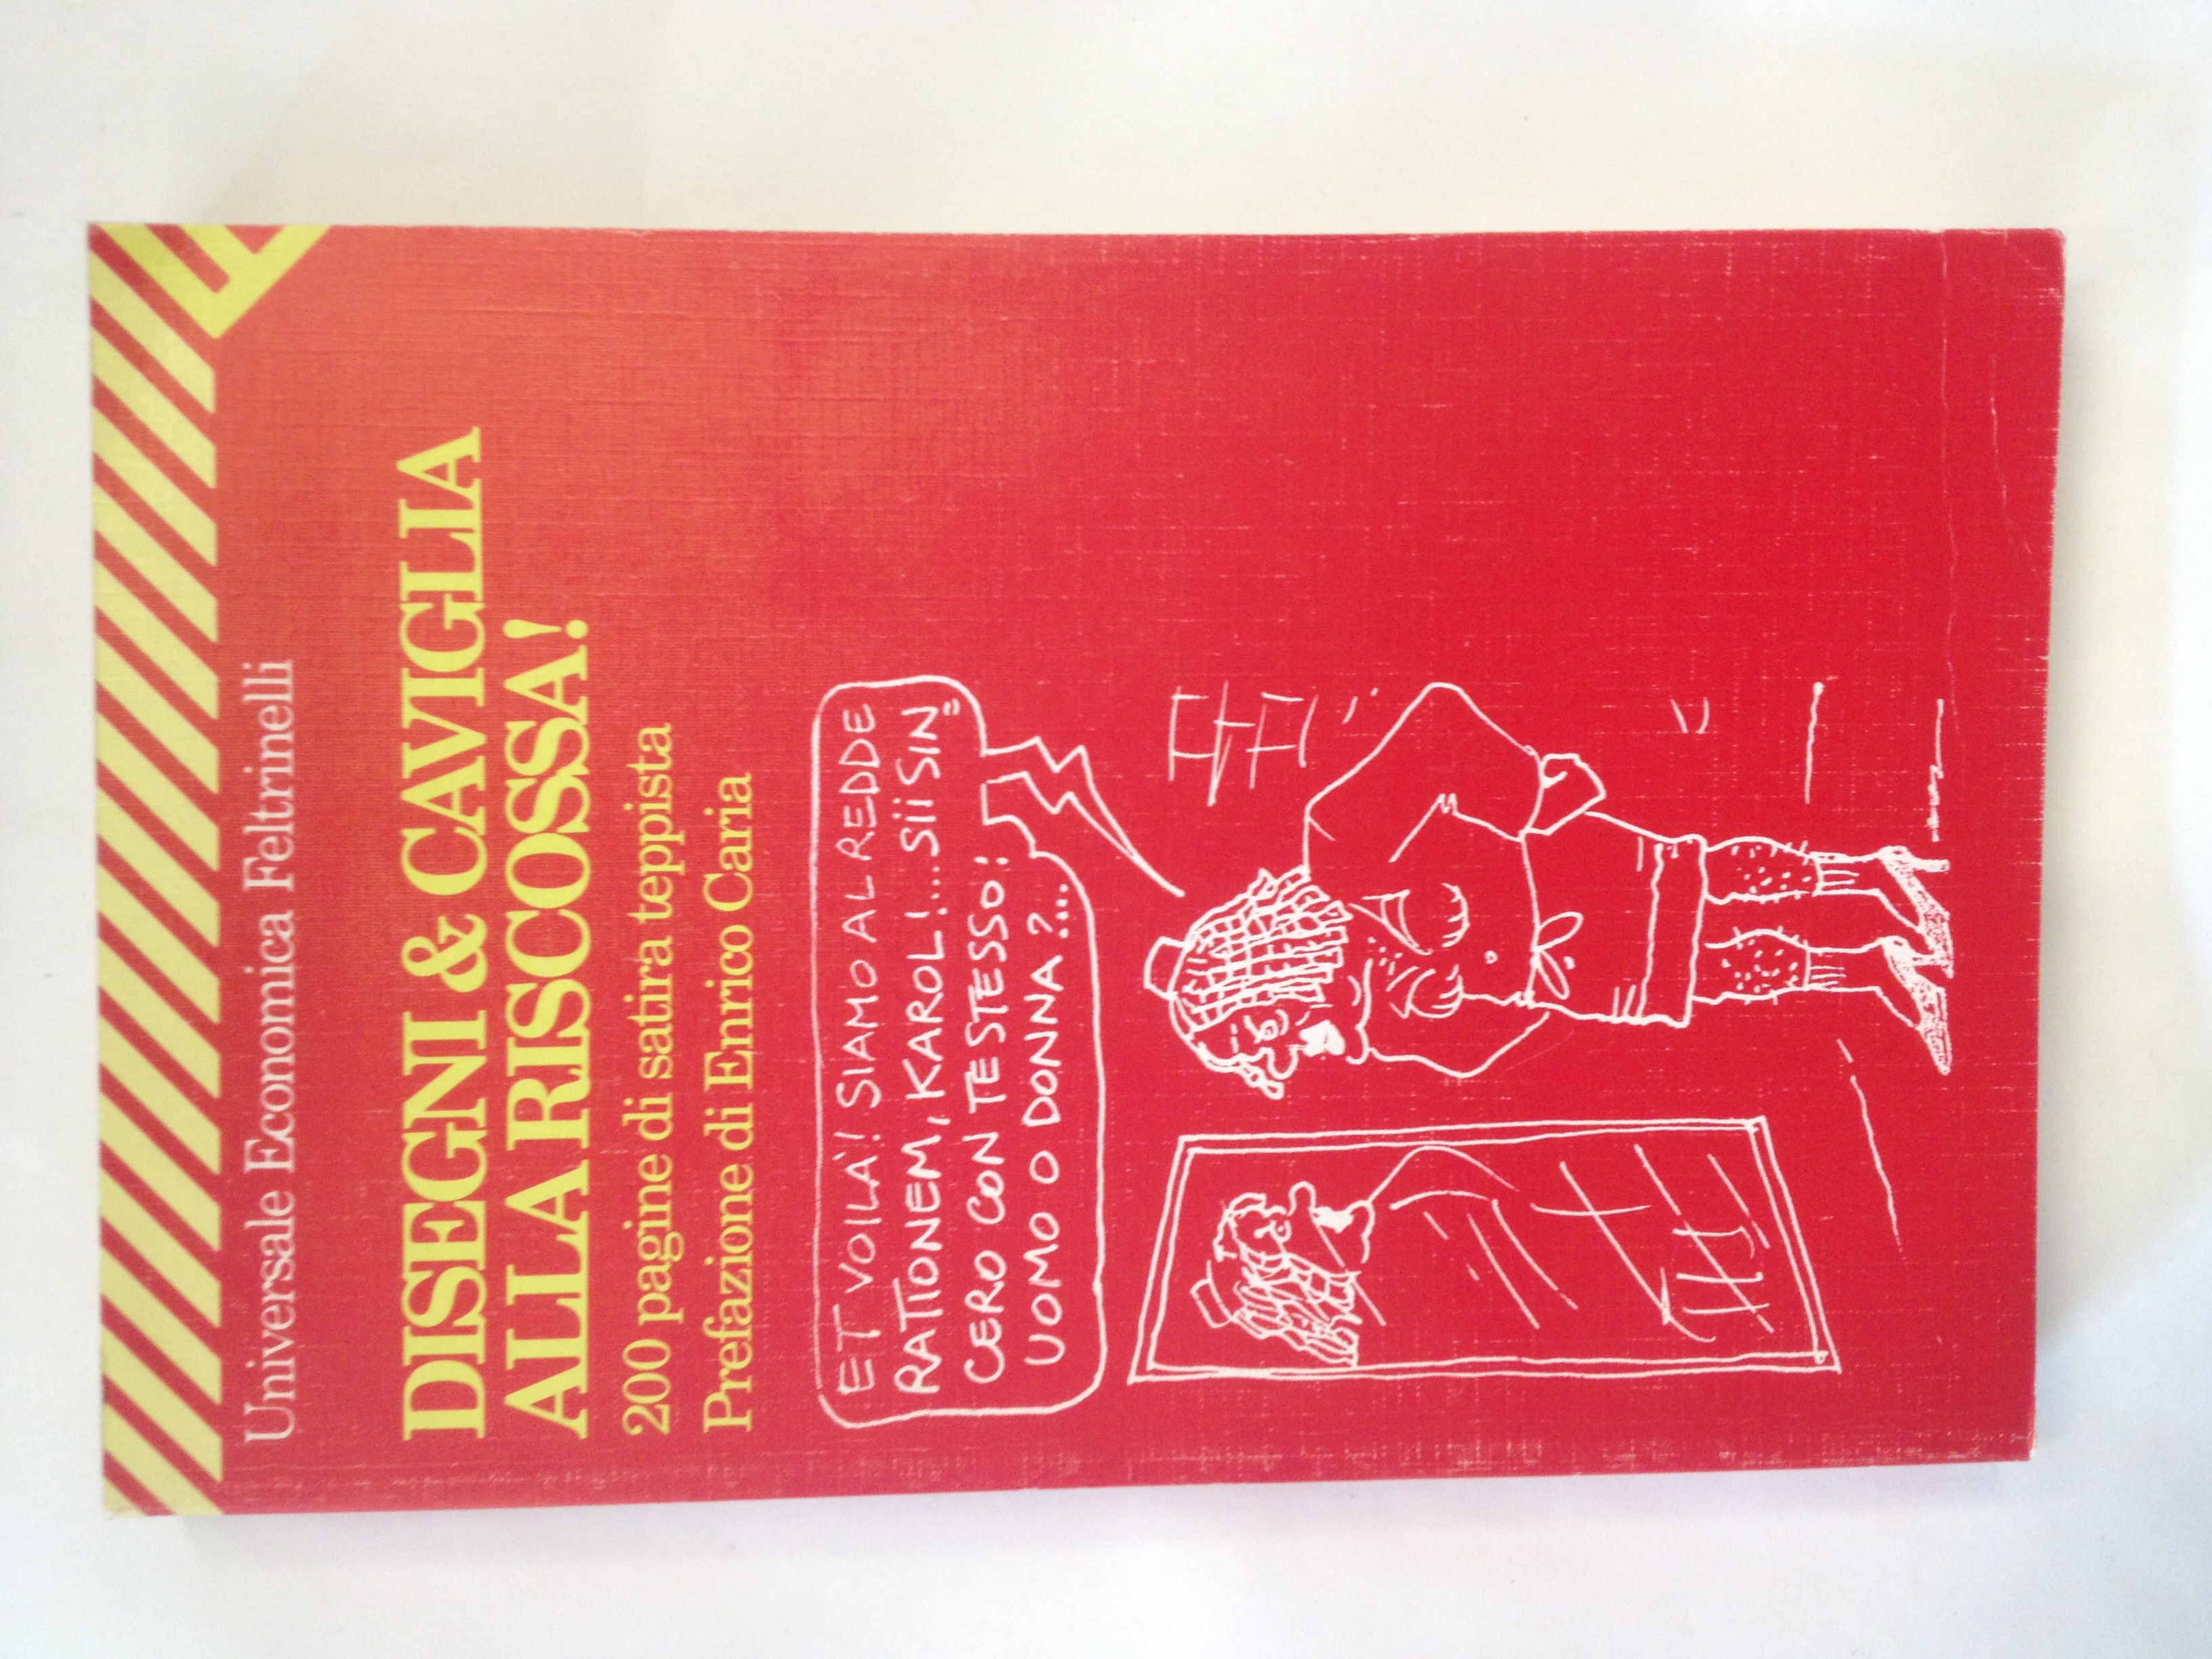 Universale Economica Feltrinelli
DISEGNI & CAVIGLIA
ALLA RISCOSSA!
200 pagine di satira teppista
Prefazione di Enrico Caria
ET VOILÀ! SIAMO AL REDDE
RATIONEM, KAROL!...SII SIN=
CERO CON TE STESSO:
UOMO O DONNA?...